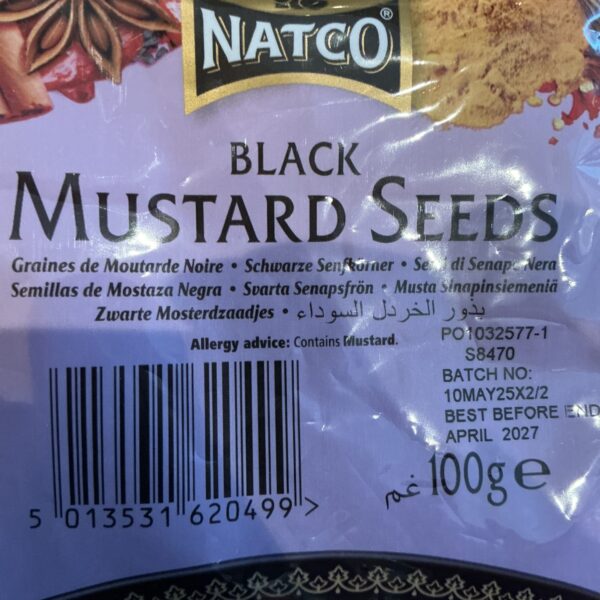 NATCO®
BLACK
MUSTARD SEEDS
Graines de Moutarde Noire • Schwarze Senfkörner • Semi di Senape Nera
Semillas de Mostaza Negra • Svarta Senapsfrön • Musta Sinapinsiemeniä
Zwarte Mosterdzaadjes • بذور الخردل السوداء
Allergy advice: Contains Mustard.
PO1032577-1
S8470
BATCH NO:
10MAY25X2/2
BEST BEFORE END
APRIL 2027
100g e غم
5 013531 620499 >